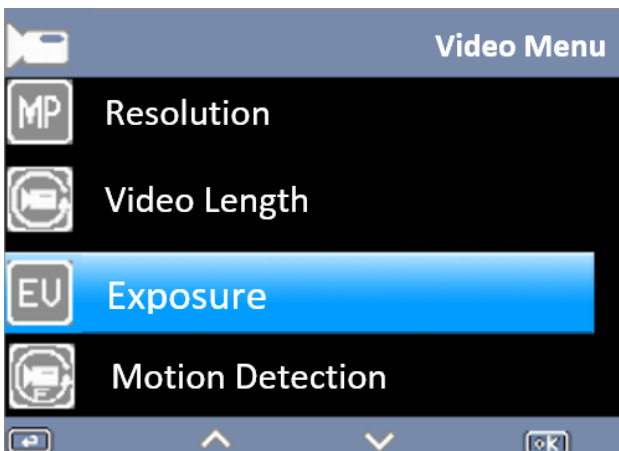 Video Menu
MP Resolution
Video Length
EV Exposure
E Motion Detection
OK